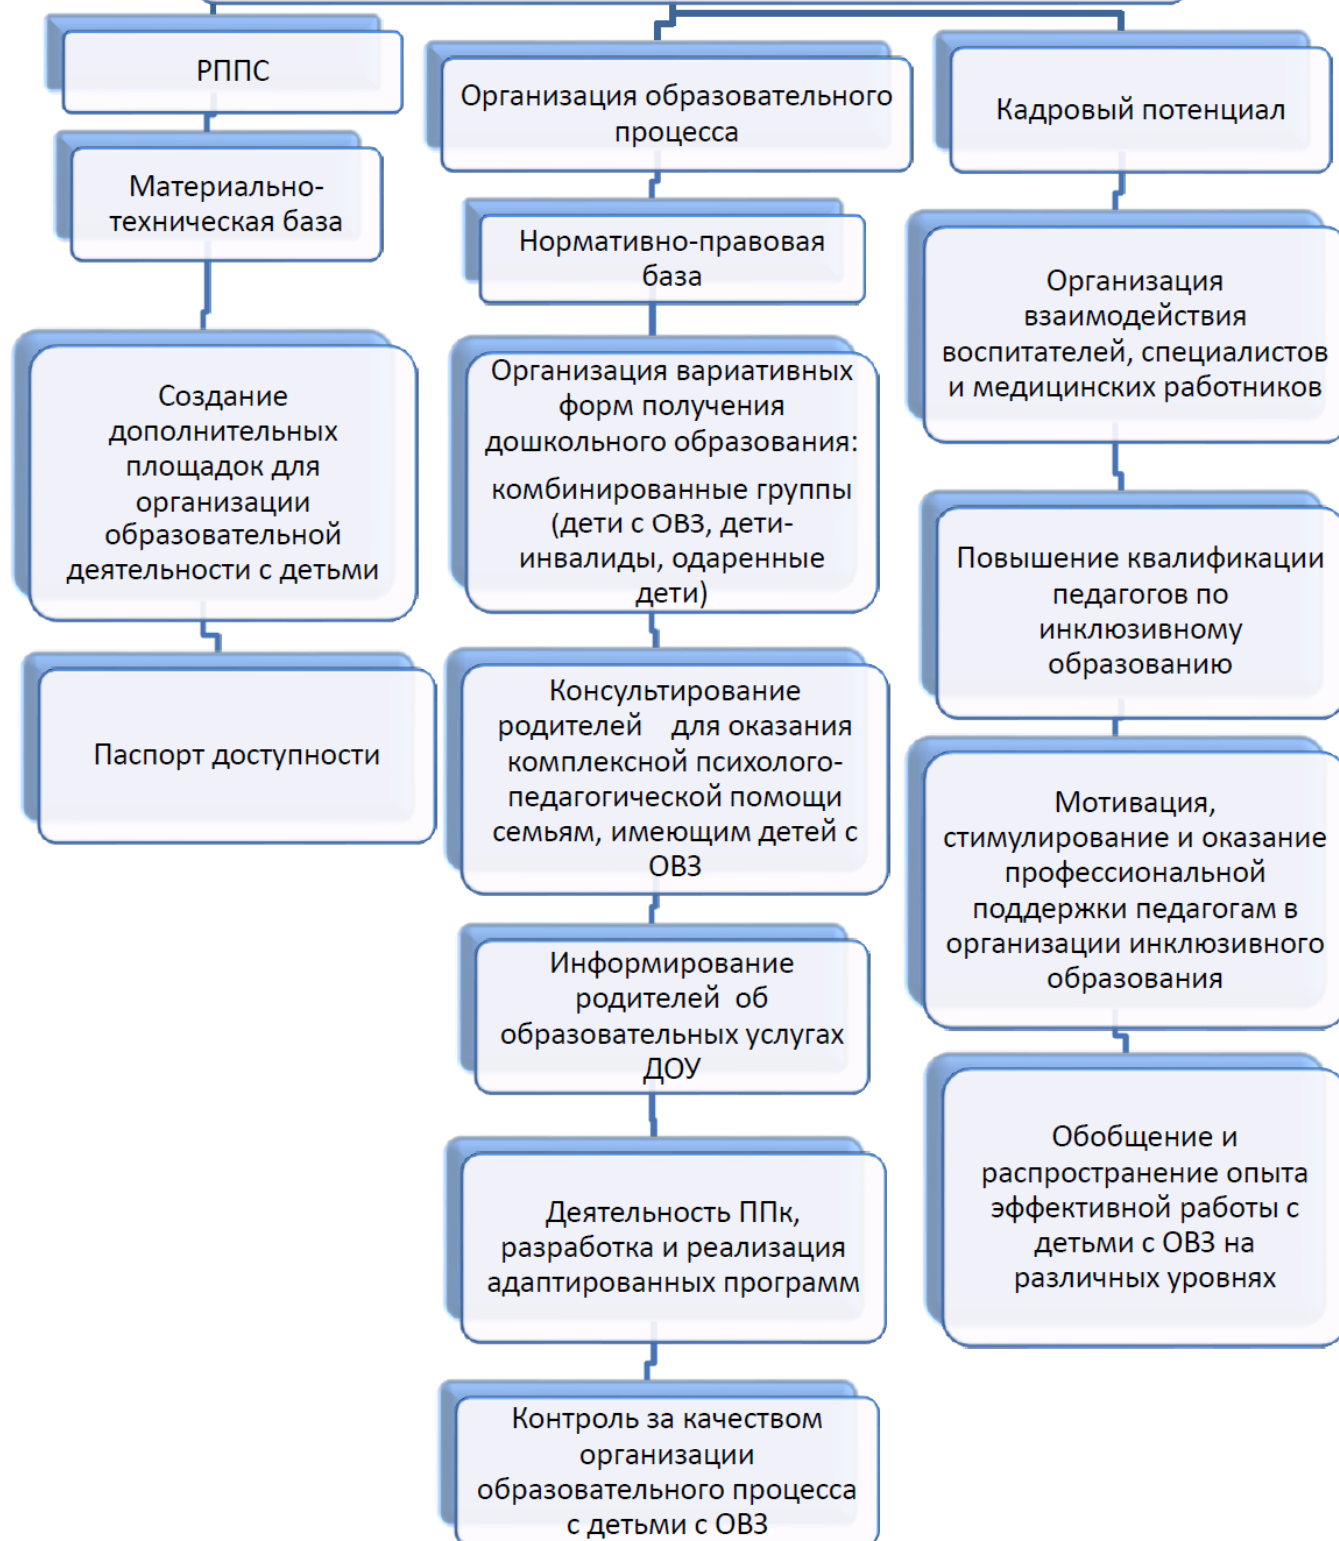 РППС
Материально-
техническая база
Создание
дополнительных
площадок для
организации
образовательной
деятельности с детьми
Паспорт доступности
Организация образовательного
процесса
Нормативно-правовая
база
Организация вариативных
форм получения
дошкольного образования:
комбинированные группы
(дети с ОВЗ, дети-
инвалиды, одаренные
дети)
Консультирование
родителей для оказания
комплексной психолого-
педагогической помощи
семьям, имеющим детей с
ОВЗ
Информирование
родителей об
образовательных услугах
ДОУ
Деятельность ППк,
разработка и реализация
адаптированных программ
Контроль за качеством
организации
образовательного процесса
с детьми с ОВЗ
Кадровый потенциал
Организация
взаимодействия
воспитателей, специалистов
и медицинских работников
Повышение квалификации
педагогов по
инклюзивному
образованию
Мотивация,
стимулирование и оказание
профессиональной
поддержки педагогам в
организации инклюзивного
образования
Обобщение и
распространение опыта
эффективной работы с
детьми с ОВЗ на
различных уровнях